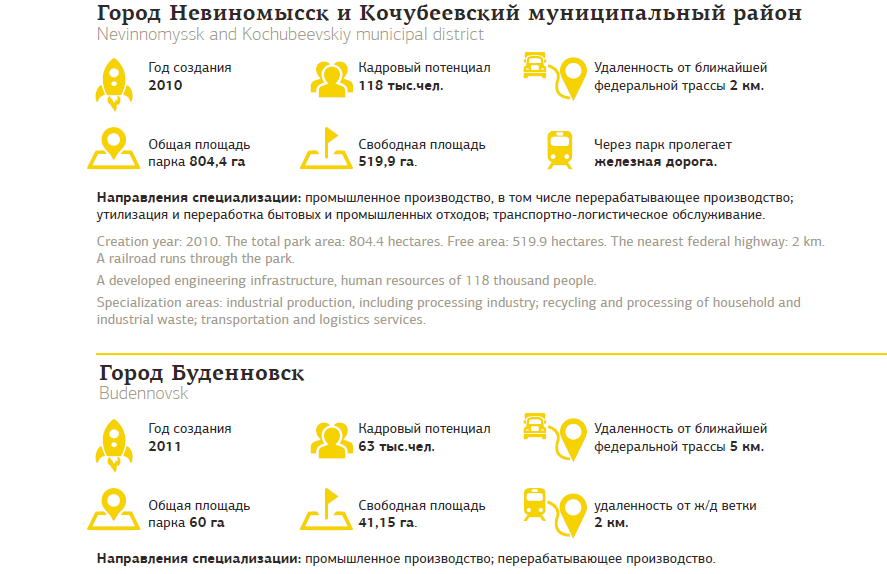 Город Невиномысск и Кочубеевский муниципальный район
Nevinnomyssk and Kochubeevskiy municipal district
Год создания
2010
Кадровый потенциал
118 тыс.чел.
Удаленность от ближайшей
федеральной трассы 2 км.
Общая площадь
парка 804,4 га
Свободная площадь
519,9 га.
Через парк пролегает
железная дорога.
Направления специализации: промышленное производство, в том числе перерабатывающее производство;
утилизация и переработка бытовых и промышленных отходов; транспортно-логистическое обслуживание.
Creation year: 2010. The total park area: 804.4 hectares. Free area: 519.9 hectares. The nearest federal highway: 2 km.
A railroad runs through the park.
A developed engineering infrastructure, human resources of 118 thousand people.
Specialization areas: industrial production, including processing industry; recycling and processing of household and
industrial waste; transportation and logistics services.
Город Буденновск
Budennovsk
Год создания
2011
Кадровый потенциал
63 тыс.чел.
Удаленность от ближайшей
федеральной трассы 5 км.
Общая площадь
парка 60 га
Свободная площадь
41,15 га.
удаленность от ж/д ветки
2 км.
Направления специализации: промышленное производство; перерабатывающее производство.